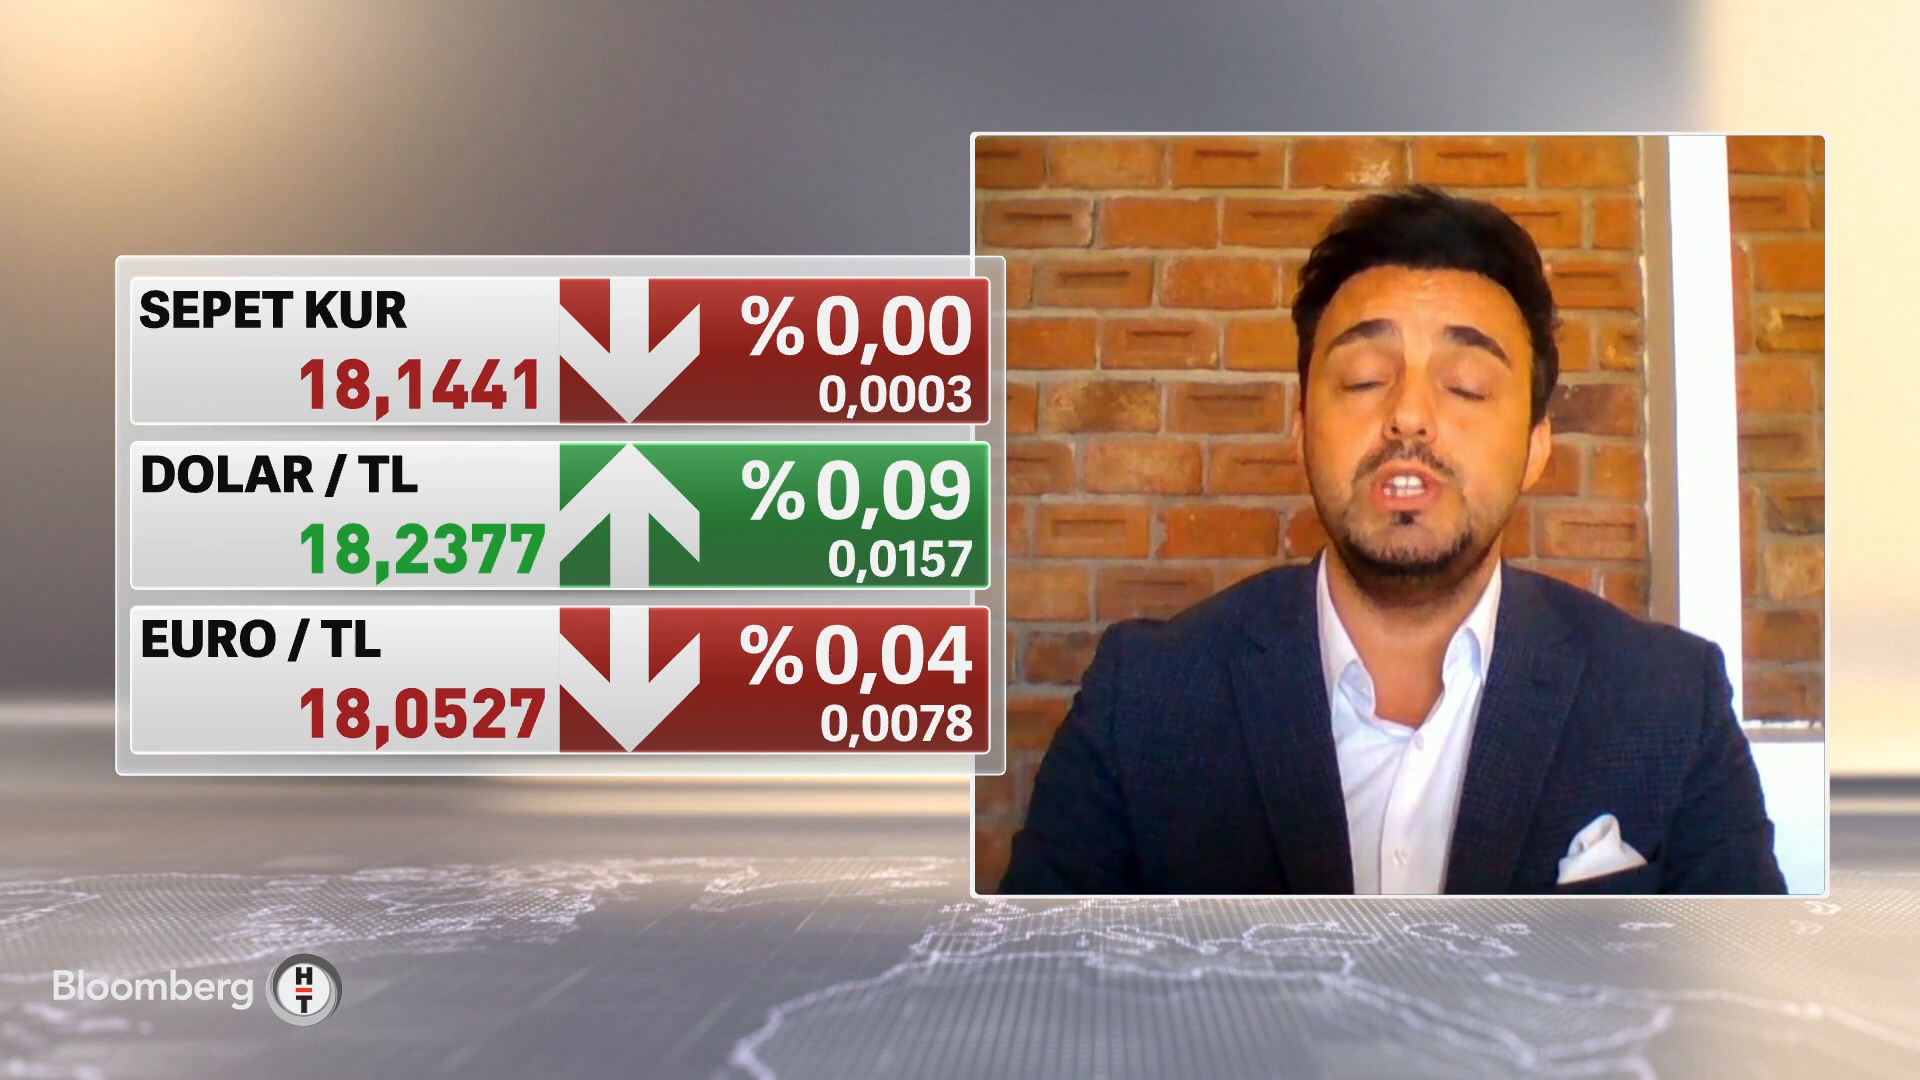 SEPET KUR
18,1441
%0,00
0,0003
DOLAR / TL
18,2377
%0,09
0,0157
EURO / TL
18,0527
%0,04
0,0078
Bloomberg HT